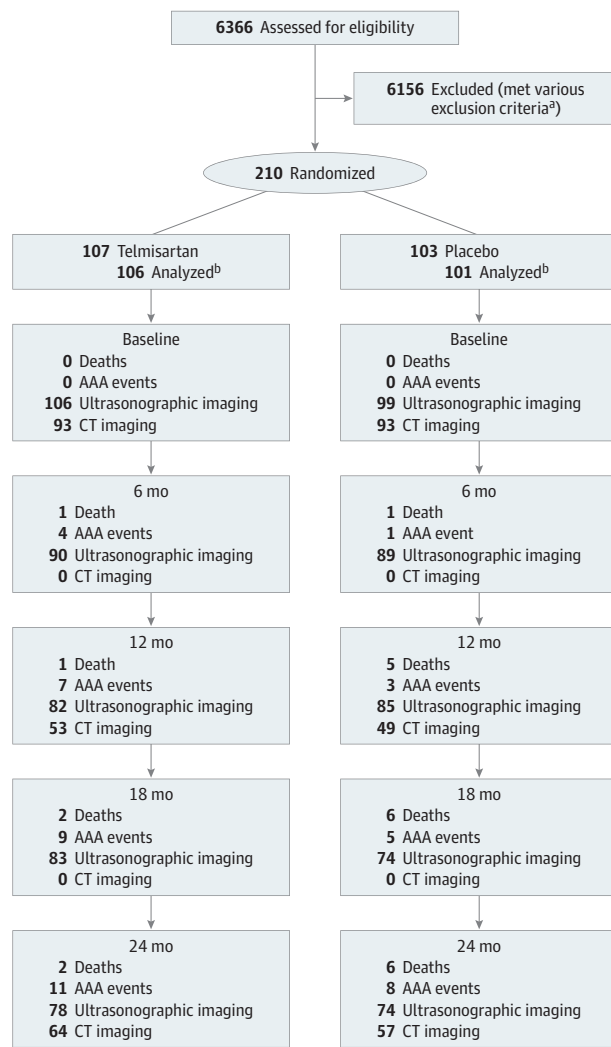 6366 Assessed for eligibility
6156 Excluded (met various
exclusion criteriaᵃ)
210 Randomized
107 Telmisartan
106 Analyzedᵇ
Baseline
0 Deaths
0 AAA events
106 Ultrasonographic imaging
93 CT imaging
6 mo
1 Death
4 AAA events
90 Ultrasonographic imaging
0 CT imaging
12 mo
1 Death
7 AAA events
82 Ultrasonographic imaging
53 CT imaging
18 mo
2 Deaths
9 AAA events
83 Ultrasonographic imaging
0 CT imaging
24 mo
2 Deaths
11 AAA events
78 Ultrasonographic imaging
64 CT imaging
103 Placebo
101 Analyzedᵇ
Baseline
0 Deaths
0 AAA events
99 Ultrasonographic imaging
93 CT imaging
6 mo
1 Death
1 AAA event
89 Ultrasonographic imaging
0 CT imaging
12 mo
5 Deaths
3 AAA events
85 Ultrasonographic imaging
49 CT imaging
18 mo
6 Deaths
5 AAA events
74 Ultrasonographic imaging
0 CT imaging
24 mo
6 Deaths
8 AAA events
74 Ultrasonographic imaging
57 CT imaging